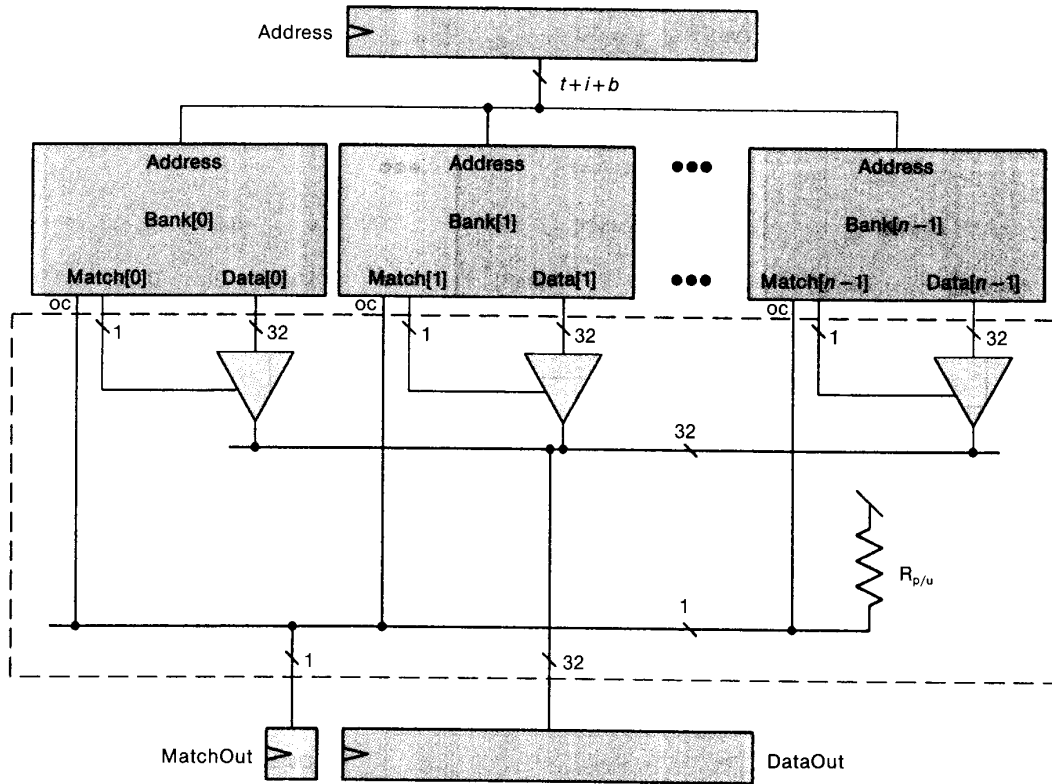 Address
t+i+b
Address
Address
Address
Bank[0]
Bank[1]
Bank[n−1]
Match[0] Data[0]
Match[1] Data[1]
Match[n−1] Data[n−1]
OC 1 32
OC 1 32
OC 1 32
32
R p/u
1
1 32
MatchOut
DataOut